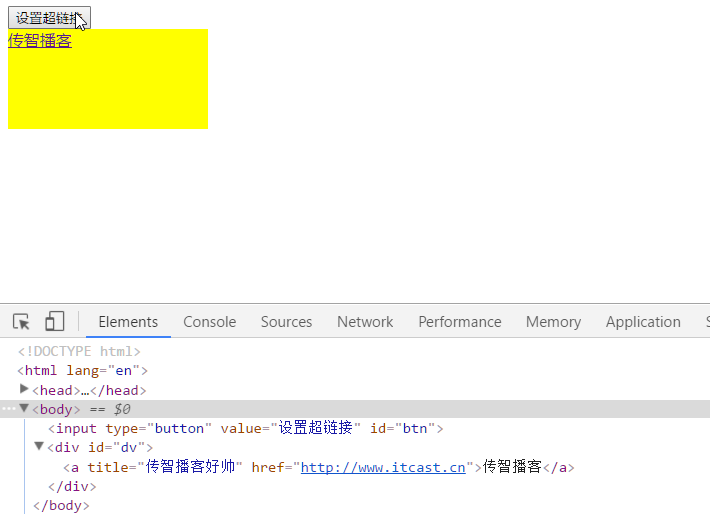 设置超链接
传智播客
Elements Console Sources Network Performance Memory Application
<!DOCTYPE html>
<html lang="en">
<head>…</head>
<body> == $0
<input type="button" value="设置超链接" id="btn">
<div id="dv">
<a title="传智播客好帅" href="http://www.itcast.cn">传智播客</a>
</div>
</body>